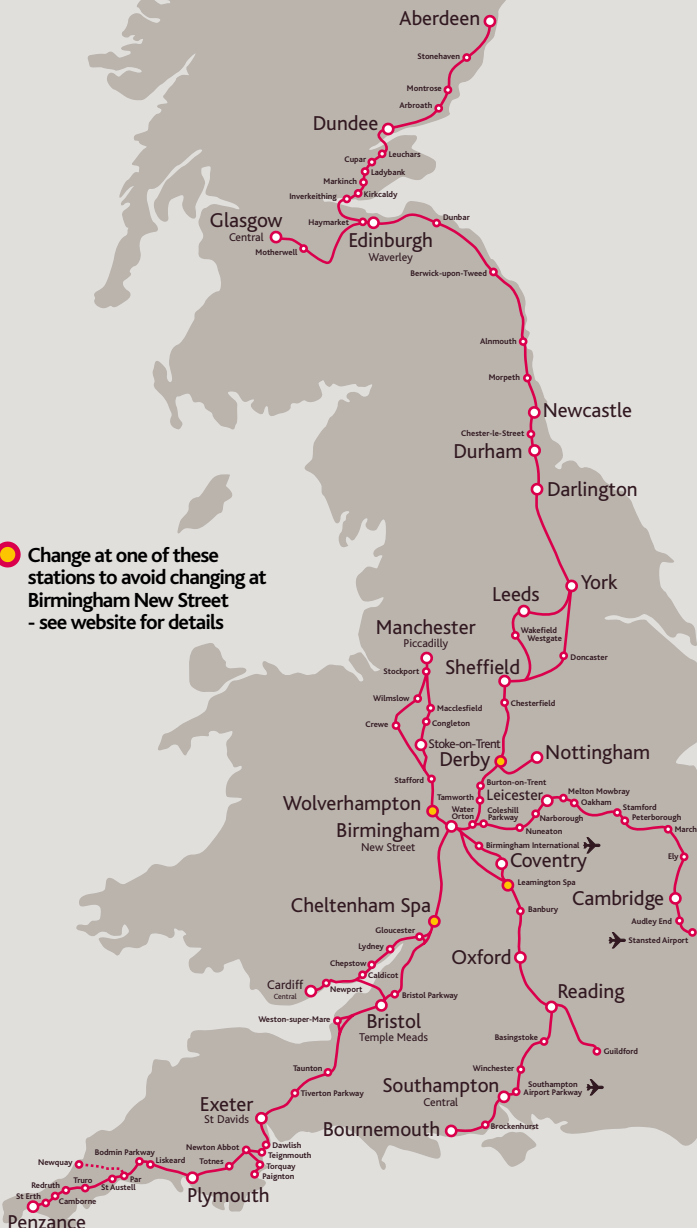 Aberdeen
Stonehaven
Montrose
Arbroath
Dundee
Leuchars
Cupar
Ladybank
Markinch
Kirkcaldy
Inverkeithing
Glasgow
Central
Haymarket
Motherwell
Edinburgh
Waverley
Dunbar
Berwick-upon-Tweed
Alnmouth
Morpeth
Newcastle
Chester-le-Street
Durham
Darlington
Change at one of these
stations to avoid changing at
Birmingham New Street
- see website for details
York
Leeds
Wakefield
Westgate
Doncaster
Manchester
Piccadilly
Stockport
Sheffield
Chesterfield
Wilmslow
Macclesfield
Crewe
Congleton
Stoke-on-Trent
Derby
Nottingham
Stafford
Burton-on-Trent
Tamworth
Leicester
Melton Mowbray
Oakham
Stamford
Peterborough
March
Wolverhampton
Water
Orton
Coleshill
Parkway
Narborough
Nuneaton
Birmingham
New Street
Birmingham International
Coventry
Ely
Leamington Spa
Cambridge
Banbury
Audley End
Stansted Airport
Cheltenham Spa
Gloucester
Lydney
Chepstow
Caldicot
Oxford
Cardiff
Central
Newport
Bristol Parkway
Reading
Weston-super-Mare
Bristol
Temple Meads
Basingstoke
Guildford
Taunton
Winchester
Tiverton Parkway
Southampton
Central
Southampton
Airport Parkway
Exeter
St Davids
Bournemouth
Brockenhurst
Dawlish
Newton Abbot
Teignmouth
Bodmin Parkway
Liskeard
Totnes
Torquay
Newquay
Paignton
Par
Truro
St Austell
Redruth
Plymouth
St Erth
Camborne
Penzance